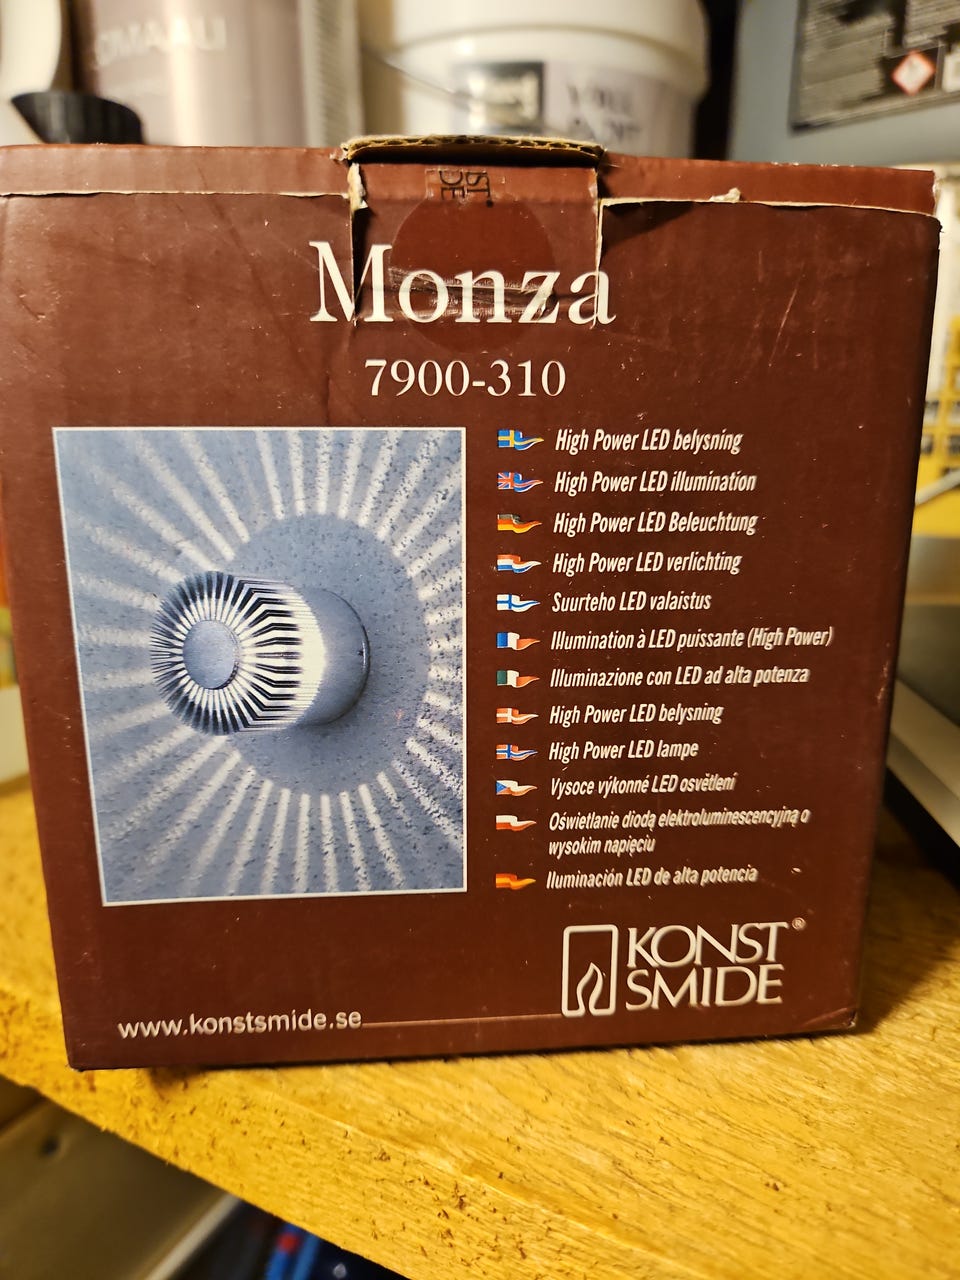 Monza
7900-310
High Power LED belysning
High Power LED illumination
High Power LED Beleuchtung
High Power LED verlichting
Suurteho LED valaistus
Illumination à LED puissante (High Power)
Illuminazione con LED ad alta potenza
High Power LED belysning
High Power LED lampe
Vysoce výkonné LED osvětlení
Oświetlanie diodą elektroluminescencyjną o
wysokim napięciu
Iluminación LED de alta potencia
KONST®
SMIDE
www.konstsmide.se